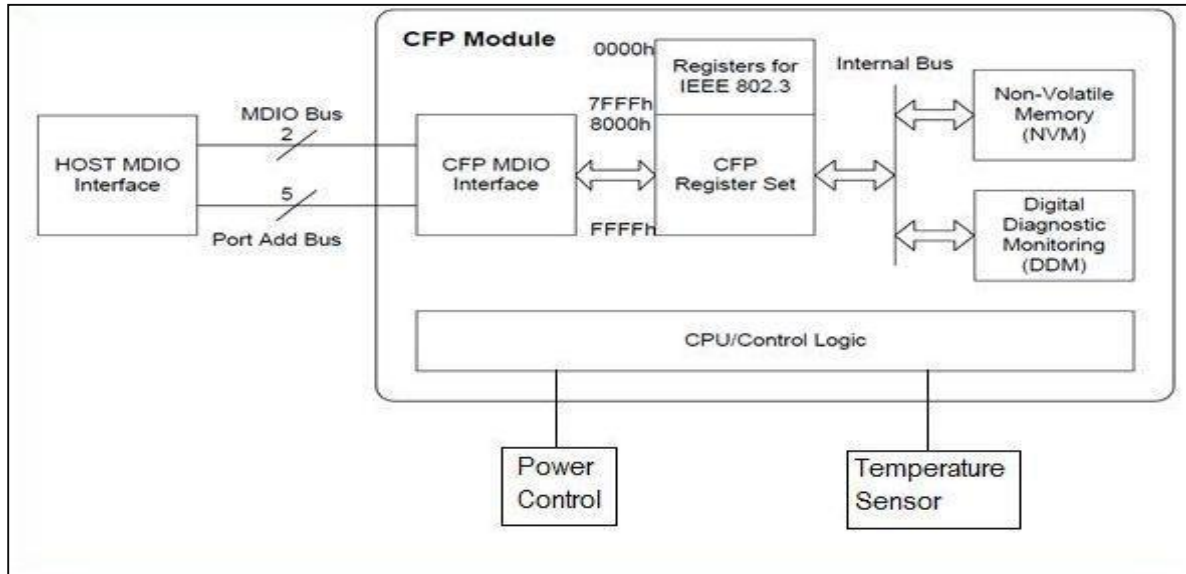 CFP Module
0000h
Registers for
IEEE 802.3
7FFFh
8000h
CFP
Register Set
FFFFh
Internal Bus
Non-Volatile
Memory
(NVM)
Digital
Diagnostic
Monitoring
(DDM)
MDIO Bus
2
HOST MDIO
Interface
5
Port Add Bus
CFP MDIO
Interface
CPU/Control Logic
Power
Control
Temperature
Sensor